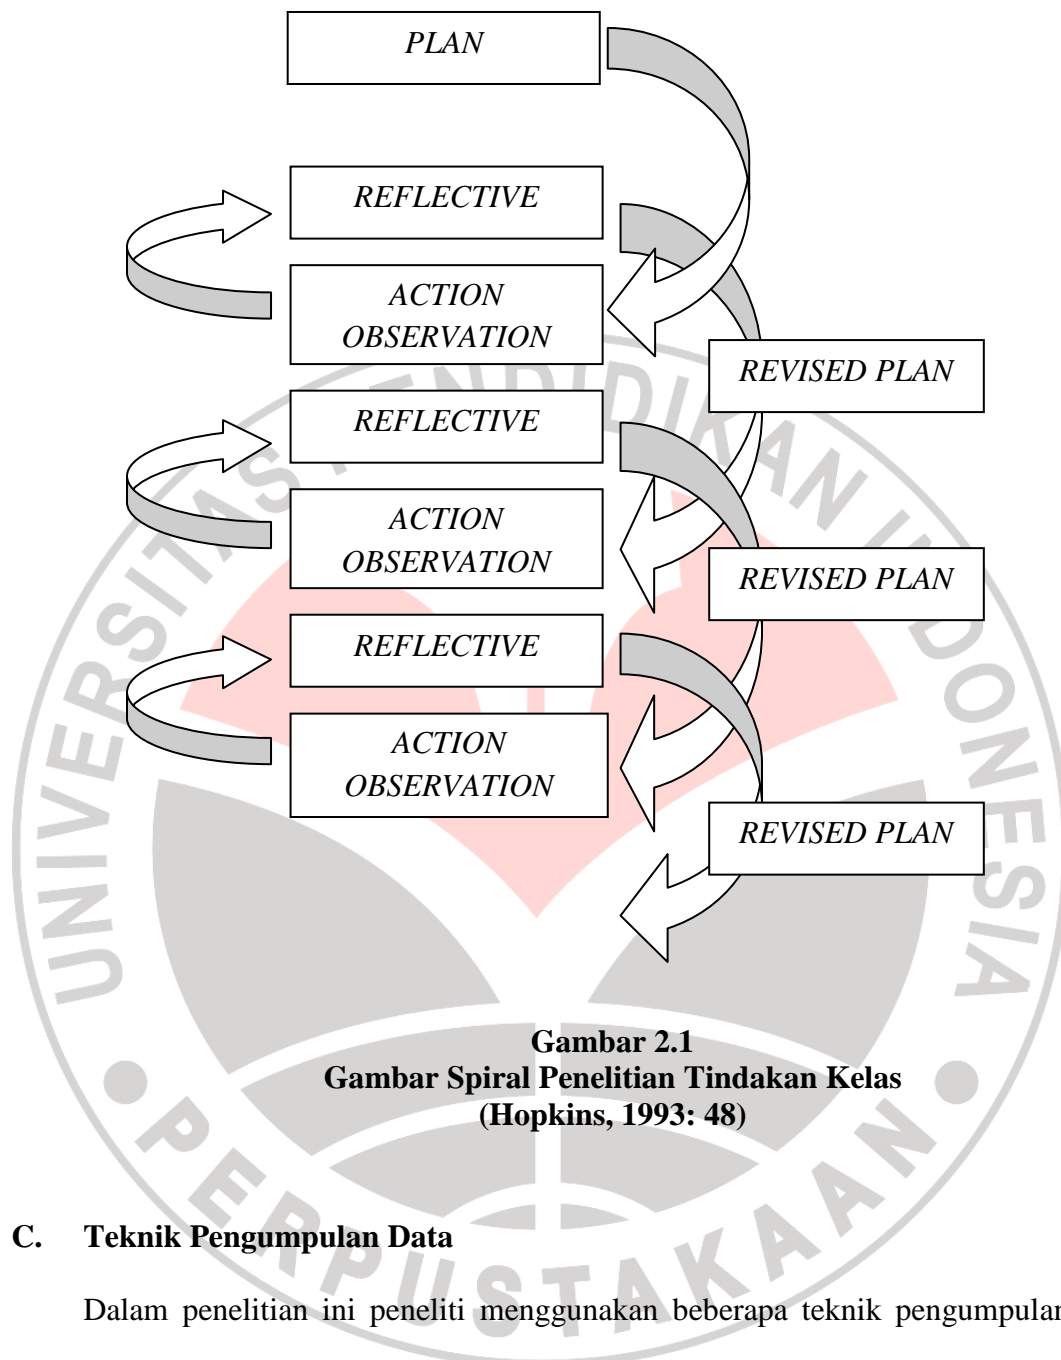 PLAN
REFLECTIVE
ACTION
OBSERVATION
REVISED PLAN
REFLECTIVE
ACTION
OBSERVATION
REVISED PLAN
REFLECTIVE
ACTION
OBSERVATION
REVISED PLAN
Gambar 2.1
Gambar Spiral Penelitian Tindakan Kelas
(Hopkins, 1993: 48)
C. Teknik Pengumpulan Data
Dalam penelitian ini peneliti menggunakan beberapa teknik pengumpulan
UNIVERSITAS PENDIDIKAN INDONESIA
PERPUSTAKAAN